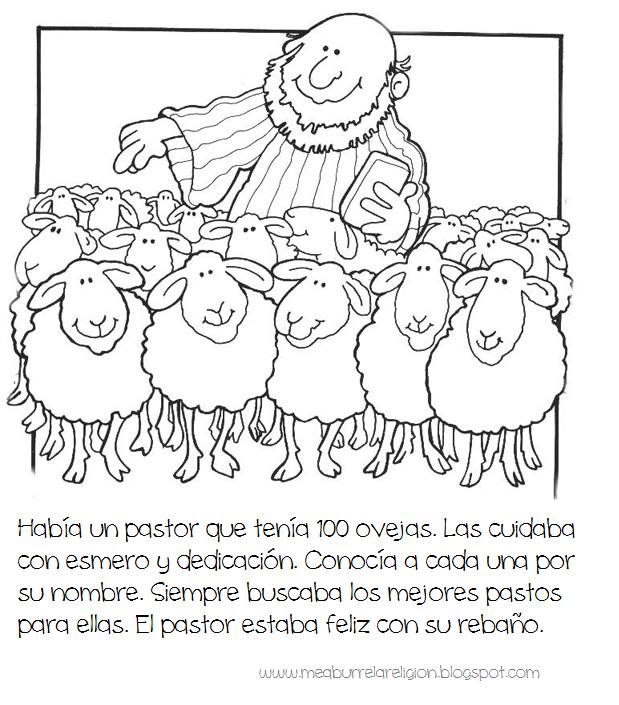 Había un pastor que tenía 100 ovejas. Las cuidaba
con esmero y dedicación. Conocía a cada una por
su nombre. Siempre buscaba los mejores pastos
para ellas. El pastor estaba feliz con su rebaño.
www.meaburrelareligion.blogspot.com